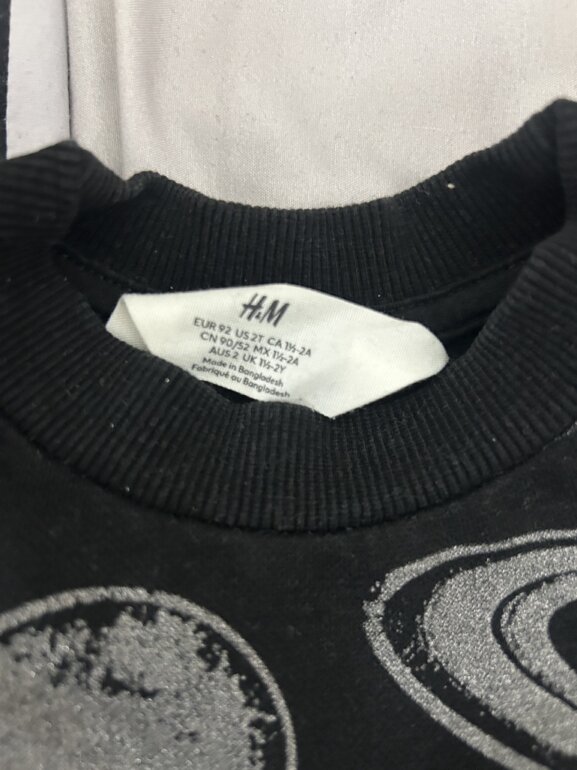 H&M
EUR 92 US 2T CA 1½-2A
CN 90/52 MX 1½-2A
AUS 2 UK 1½-2Y
Made in Bangladesh
Fabriqué au Bangladesh